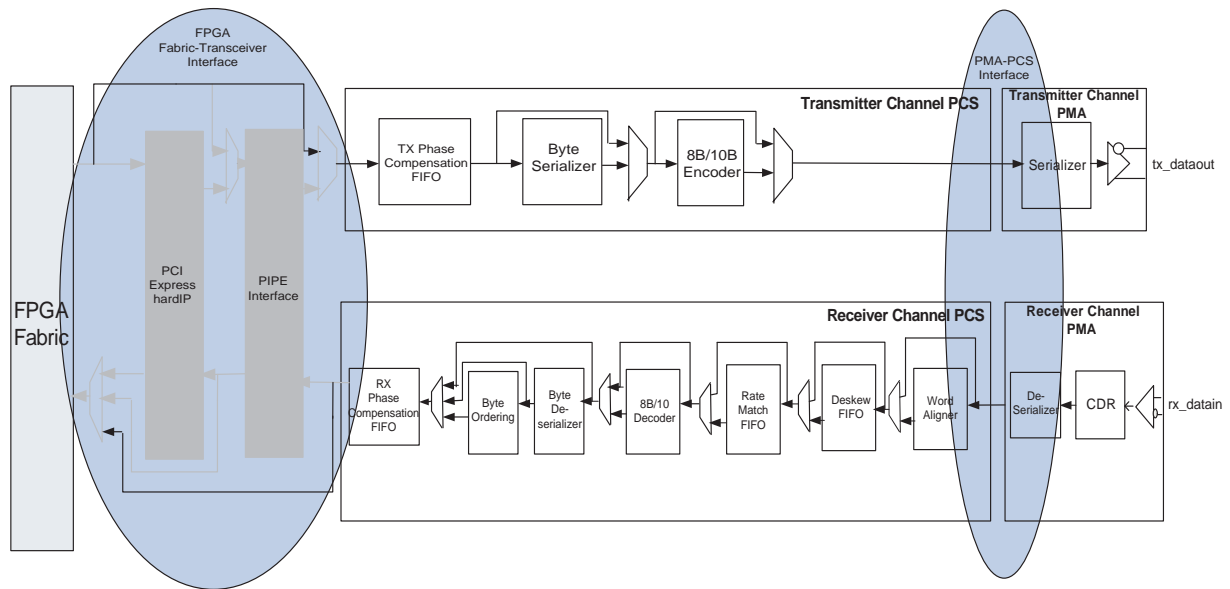 FPGA
Fabric-Transceiver
Interface
PMA-PCS
Interface
Transmitter Channel PCS
Transmitter Channel
PMA
TX Phase
Compensation
FIFO
Byte
Serializer
8B/10B
Encoder
Serializer
tx_dataout
PCI
Express
hardIP
PIPE
Interface
FPGA
Fabric
Receiver Channel PCS
Receiver Channel
PMA
RX
Phase
Compensation
FIFO
Byte
Ordering
Byte
De-
serializer
8B/10
Decoder
Rate
Match
FIFO
Deskew
FIFO
Word
Aligner
De-
Serializer
CDR
rx_datain